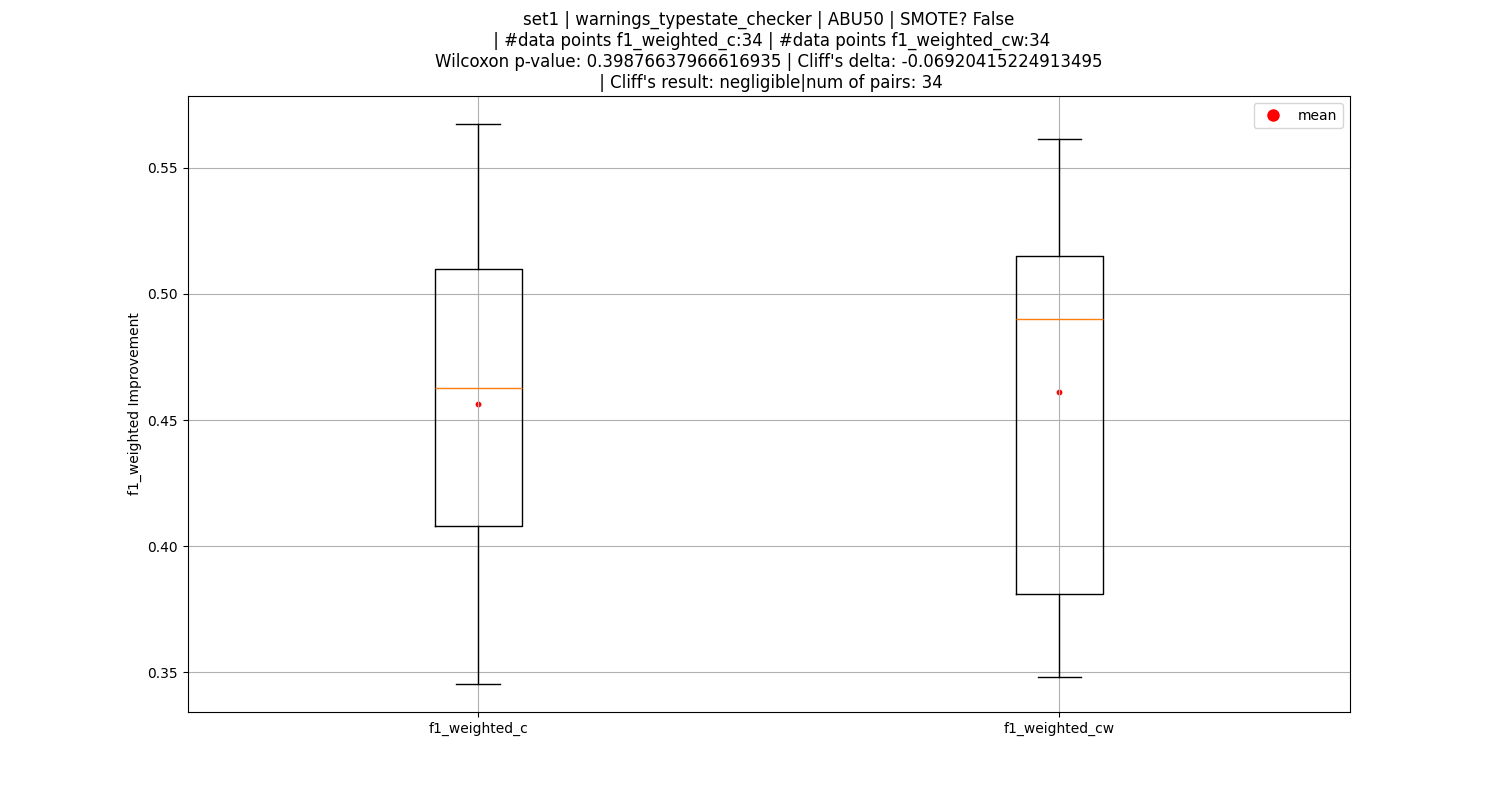 set1 | warnings_typestate_checker | ABU50 | SMOTE? False
| #data points f1_weighted_c:34 | #data points f1_weighted_cw:34
Wilcoxon p-value: 0.39876637966616935 | Cliff's delta: -0.06920415224913495
| Cliff's result: negligible|num of pairs: 34
mean
0.55
0.50
0.45
0.40
0.35
f1_weighted Improvement
f1_weighted_c
f1_weighted_cw